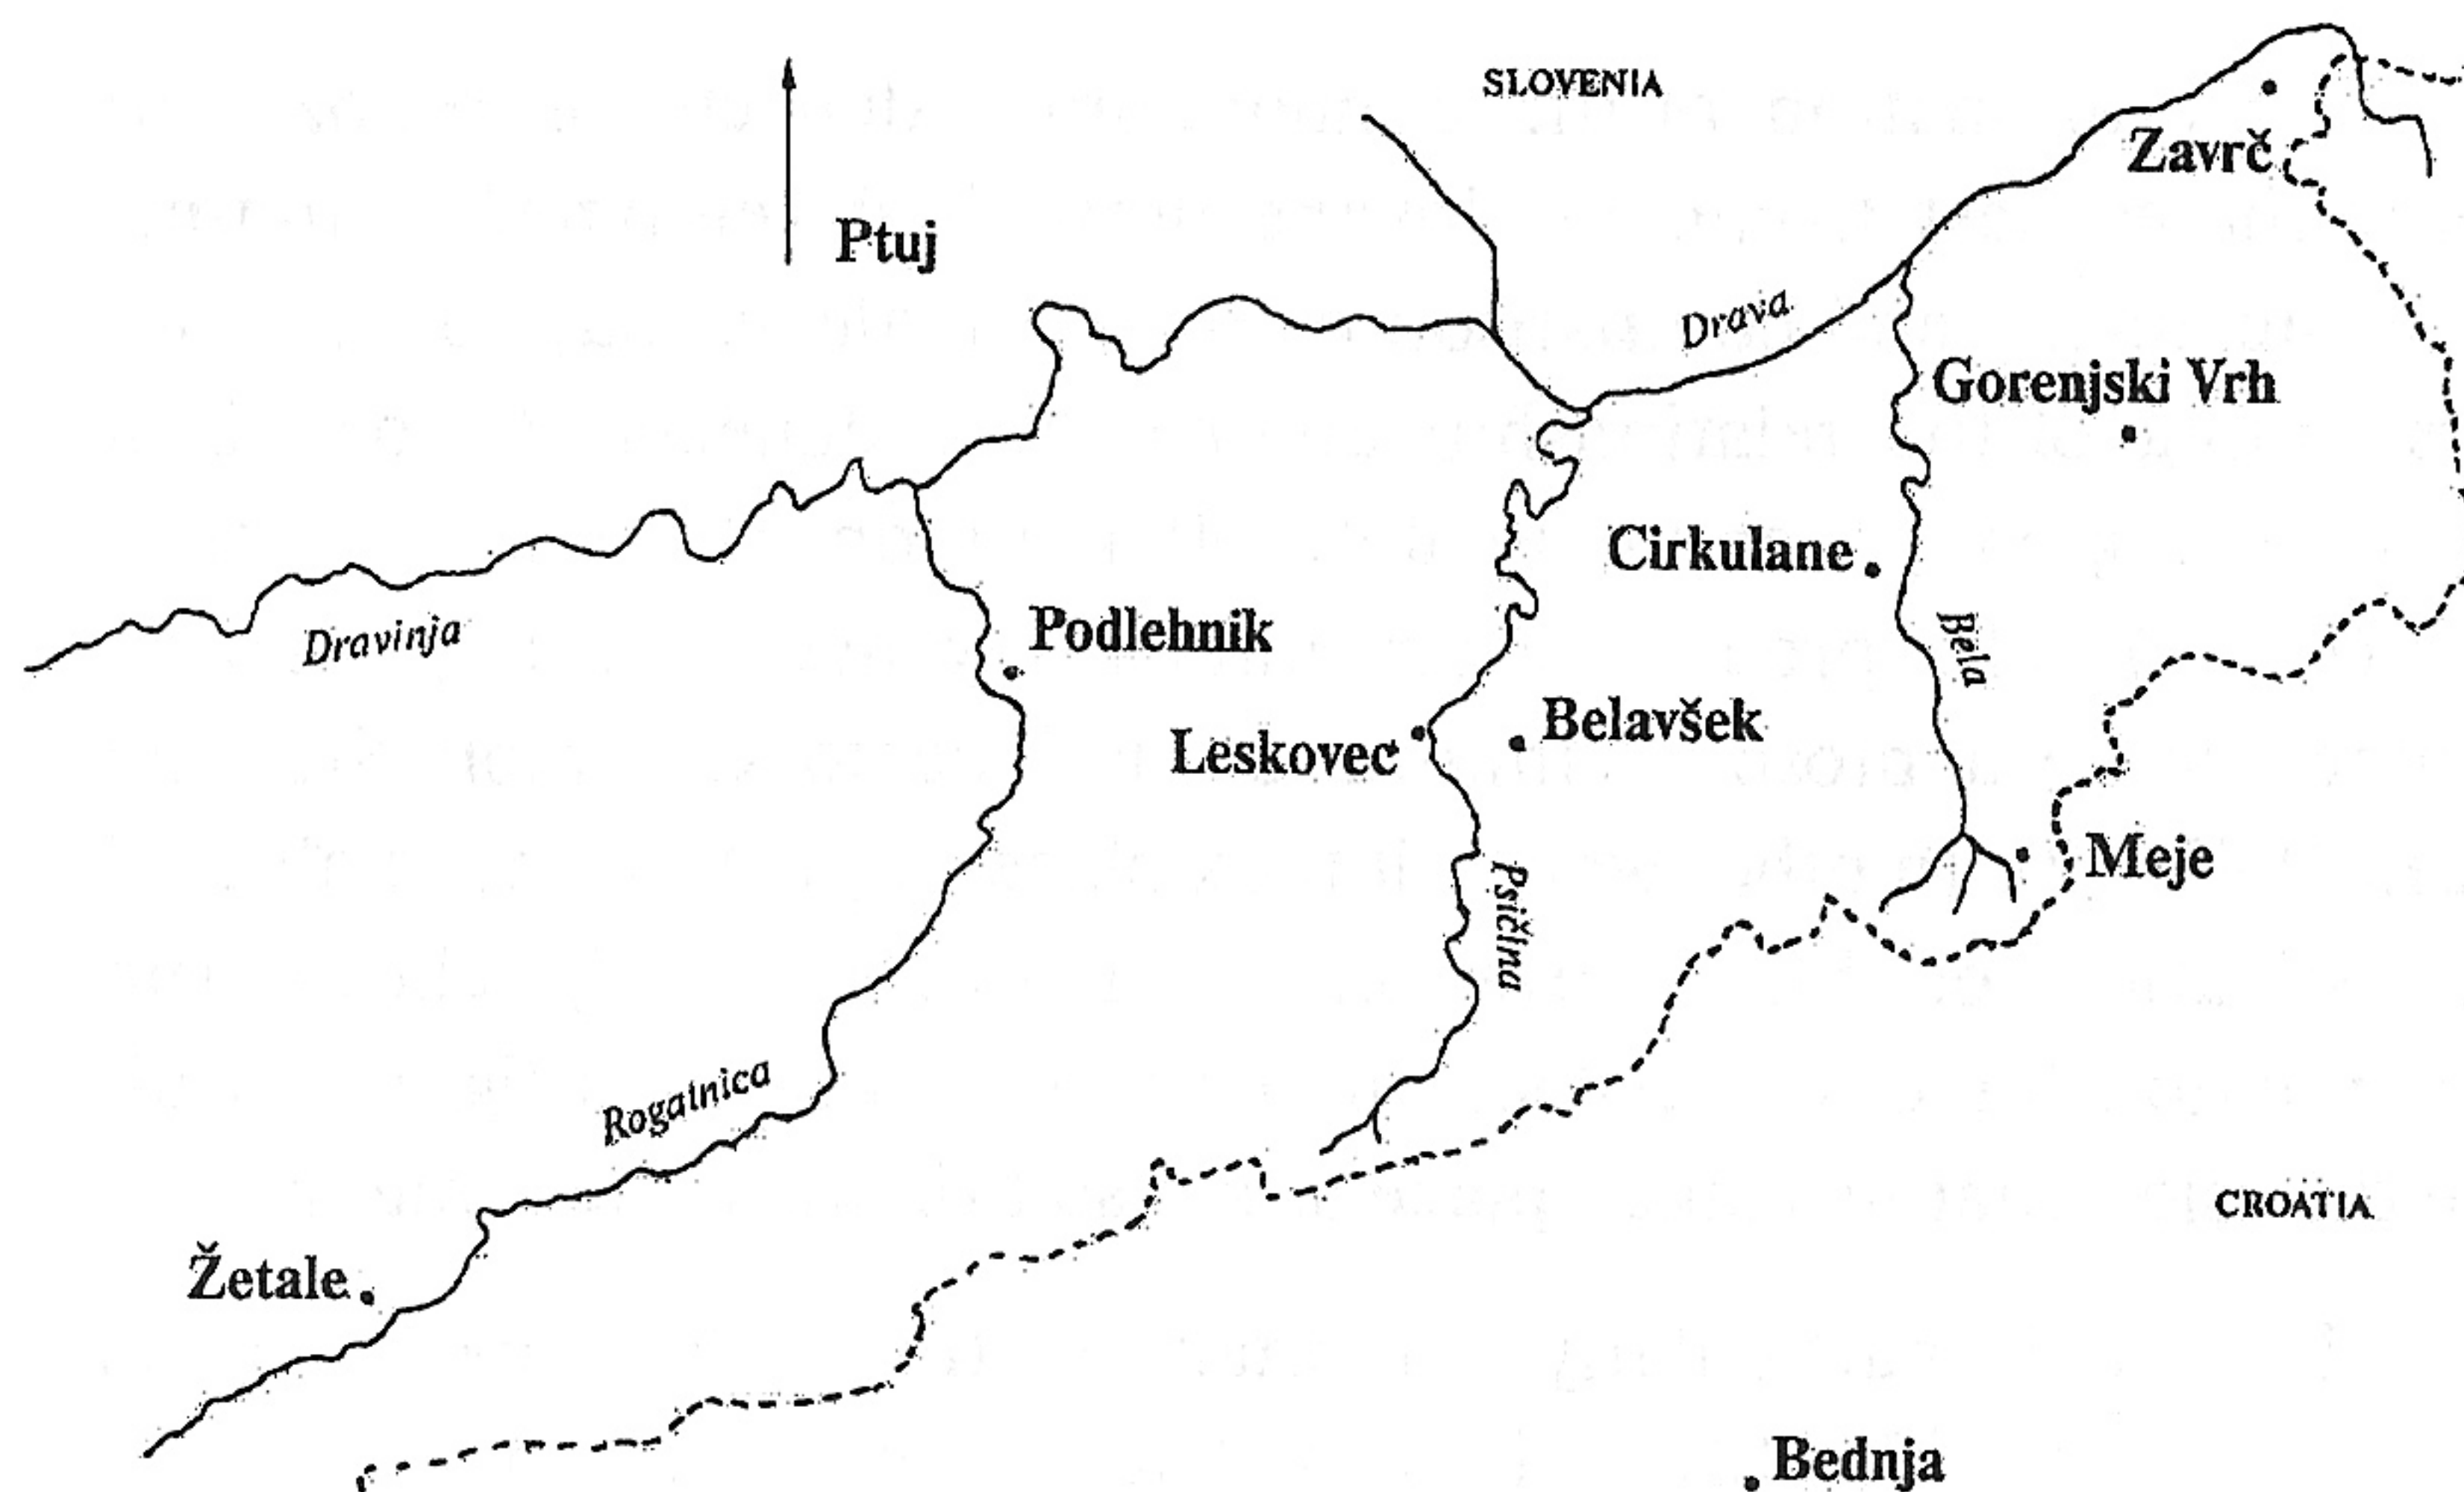 SLOVENIA
Zavrč
Ptuj
Drava
Gorenjski Vrh
Cirkulane
Dravinja
Podlehnik
Bela
Leskovec
Belavšek
Meje
Psičina
Rogatnica
CROATIA
Žetale
Bednja